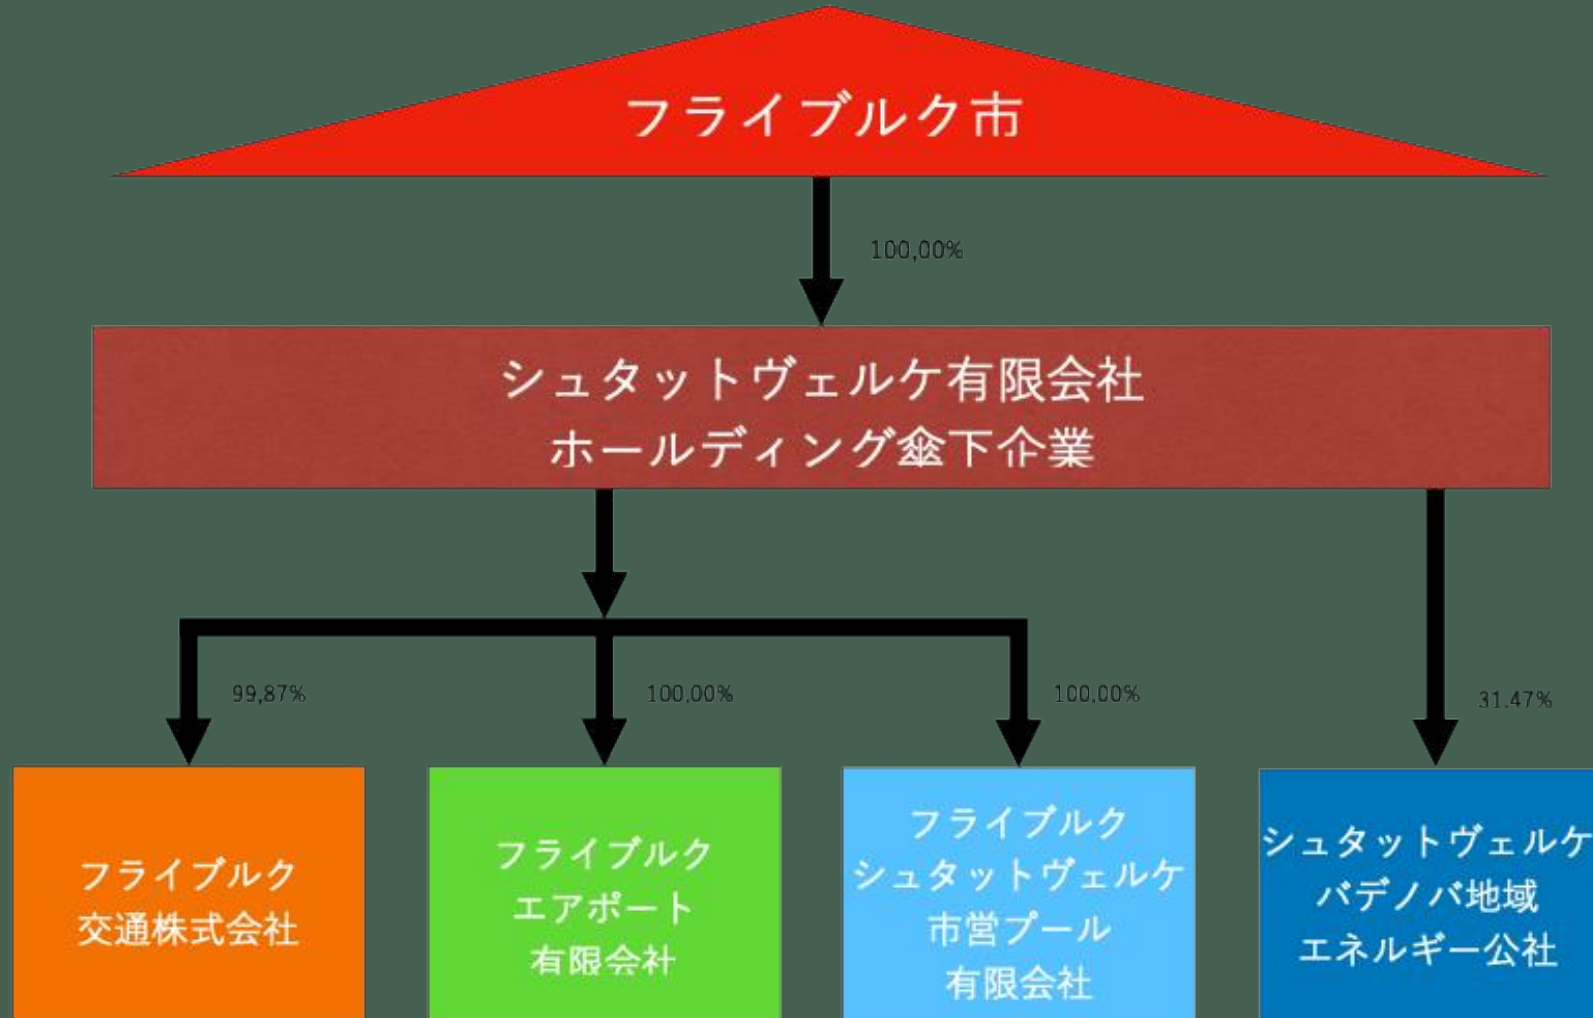 フライブルク市
100,00%
シュタットヴェルケ有限会社
ホールディング傘下企業
99,87%
100,00%
100,00%
31.47%
フライブルク
交通株式会社
フライブルク
エアポート
有限会社
フライブルク
シュタットヴェルケ
市営プール
有限会社
シュタットヴェルケ
バデノバ地域
エネルギー公社